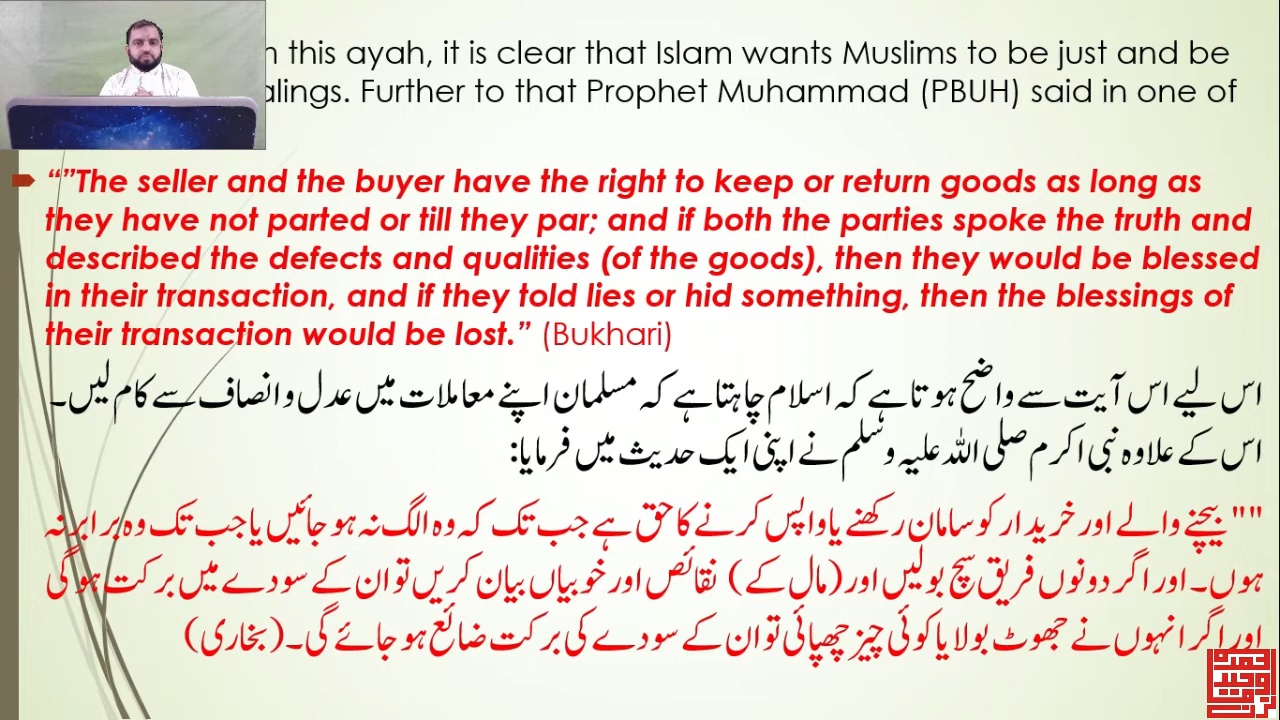 this ayah, it is clear that Islam wants Muslims to be just and be
alings. Further to that Prophet Muhammad (PBUH) said in one of
“”The seller and the buyer have the right to keep or return goods as long as
they have not parted or till they par; and if both the parties spoke the truth and
described the defects and qualities (of the goods), then they would be blessed
in their transaction, and if they told lies or hid something, then the blessings of
their transaction would be lost.” (Bukhari)
اس لیے اس آیت سے واضح ہوتا ہے کہ اسلام چاہتا ہے کہ مسلمان اپنے معاملات میں عدل و انصاف سے کام لیں۔
اس کے علاوہ نبی اکرم صلی اللہ علیہ وسلم نے اپنی ایک حدیث میں فرمایا:
""بیچنے والے اور خریدار کو سامان رکھنے یا واپس کرنے کا حق ہے جب تک کہ وہ الگ نہ ہو جائیں یا جب تک وہ برابر نہ
ہوں۔ اور اگر دونوں فریق سچ بولیں اور (مال کے) نقائص اور خوبیاں بیان کریں تو ان کے سودے میں برکت ہوگی
اور اگر انہوں نے جھوٹ بولا یا کوئی چیز چھپائی تو ان کے سودے کی برکت ضائع ہو جائے گی۔ (بخاری)